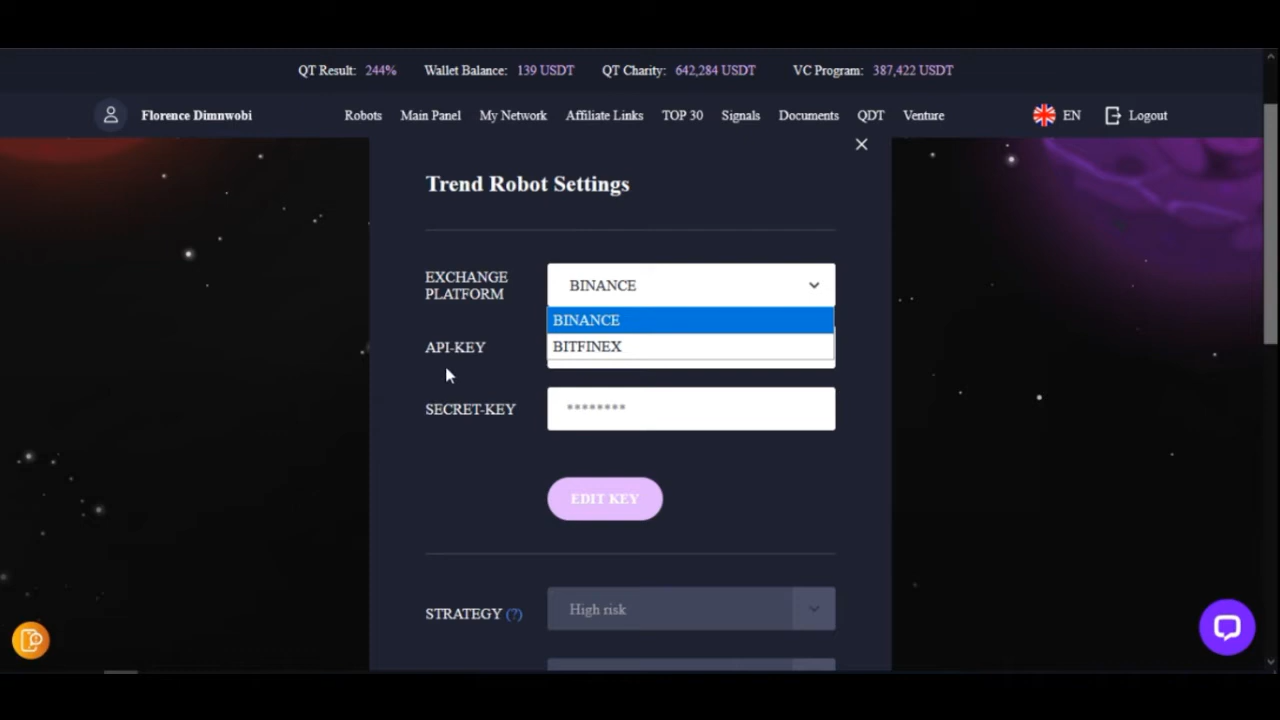 QT Result: 244% Wallet Balance: 139 USDT QT Charity: 642,284 USDT VC Program: 387,422 USDT
Florence Dimnwobi Robots Main Panel My Network Affiliate Links TOP 30 Signals Documents QDT Venture EN Logout
Trend Robot Settings
EXCHANGE
PLATFORM
BINANCE
BINANCE
BITFINEX
API-KEY
SECRET-KEY ********
EDIT KEY
STRATEGY (?) High risk